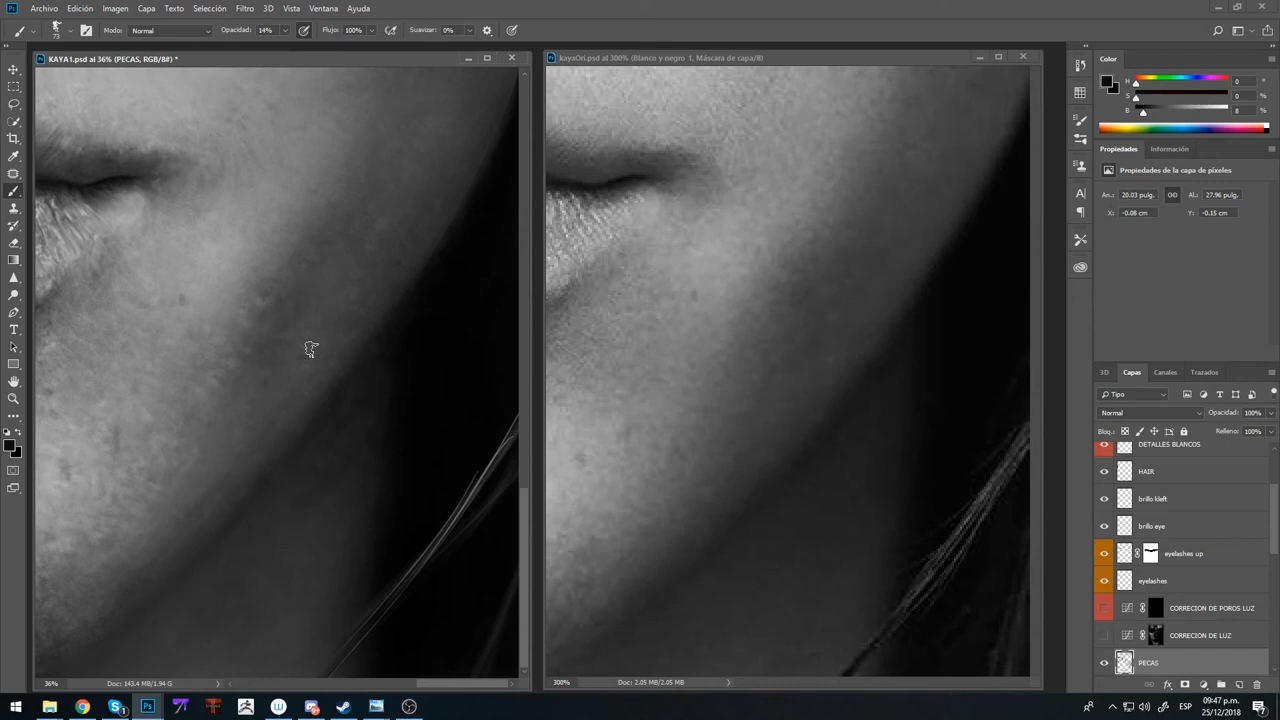 Archivo Edición Imagen Capa Texto Selección Filtro 3D Vista Ventana Ayuda
73 Modo: Normal Opacidad: 14% Flujo: 100% Suavizar: 0%
KAYA1.psd al 36% (PECAS, RGB/8#) *
kayaOri.psd al 300% (Blanco y negro 1, Máscara de capa/8)
Color
H 0 °
S 0 %
B 8 %
Propiedades Información
Propiedades de la capa de píxeles
An.: 20.03 pulg. Al.: 27.96 pulg.
X: -0.08 cm Y: -0.15 cm
3D Capas Canales Trazados
Tipo
Normal Opacidad: 100%
Bloq.: Relleno: 100%
DETALLES BLANCOS
HAIR
brillo kleft
brillo eye
eyelashes up
eyelashes
CORRECION DE POROS LUZ
CORRECION DE LUZ
PECAS
36% Doc: 143.4 MB/1.94 G
300% Doc: 2.05 MB/2.05 MB
ESP
09:47 p.m.
25/12/2018